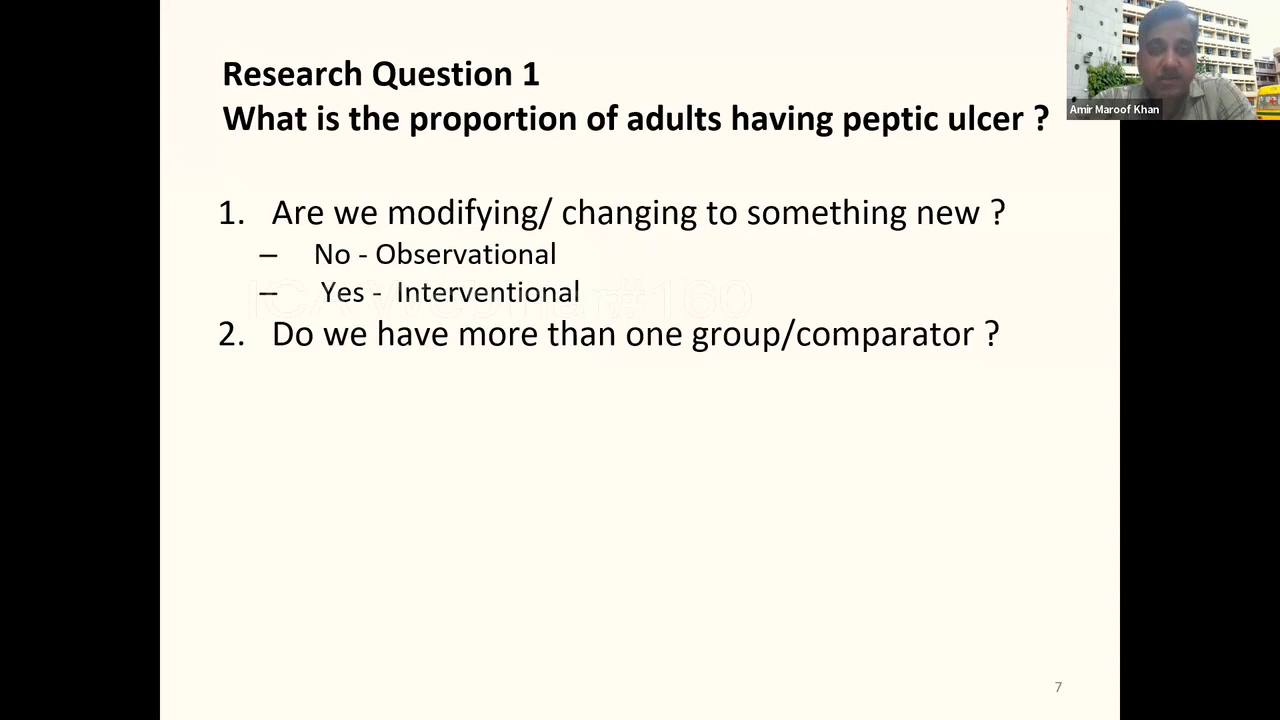 Research Question 1
What is the proportion of adults having peptic ulcer ?
1. Are we modifying/ changing to something new ?
– No - Observational
– Yes - Interventional
2. Do we have more than one group/comparator ?
Amir Maroof Khan
7